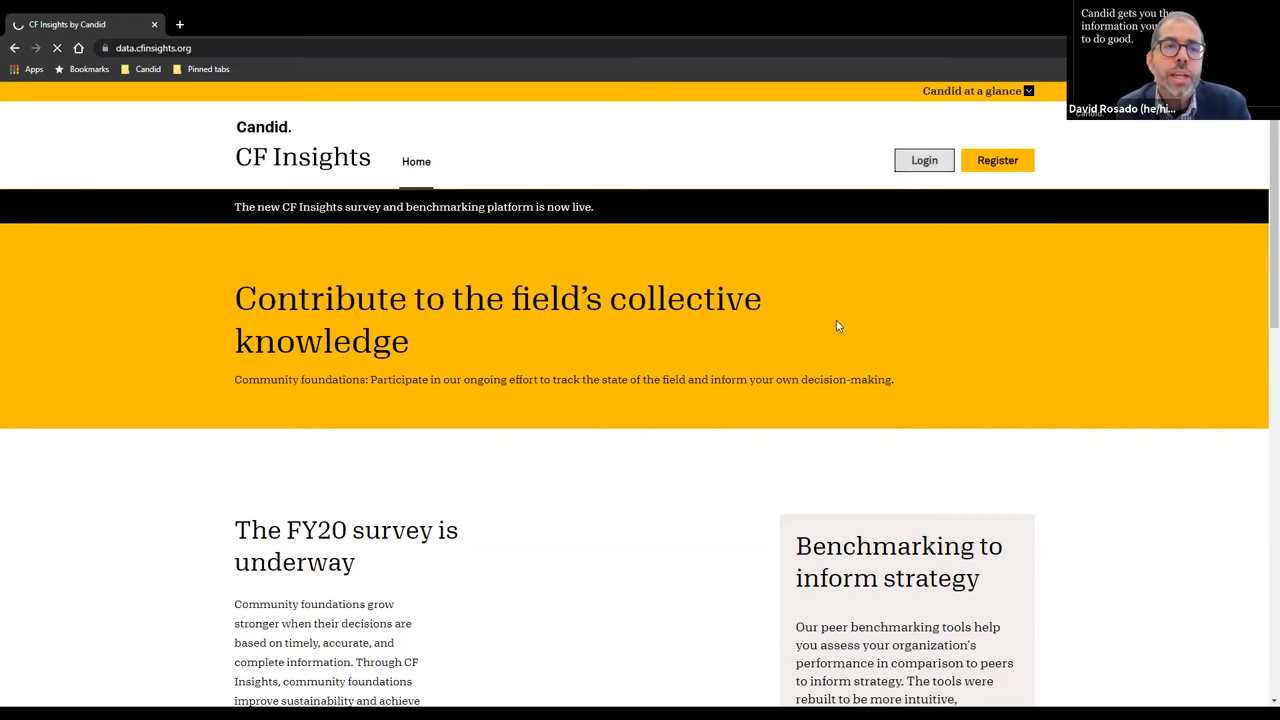 CF Insights by Candid
data.cfinsights.org
Apps
Bookmarks
Candid
Pinned tabs
Candid gets you the
information you
to do good.
David Rosado (he/hi...
Candid.
Candid at a glance
Candid.
CF Insights
Home
Login
Register
The new CF Insights survey and benchmarking platform is now live.
Contribute to the field's collective
knowledge
Community foundations: Participate in our ongoing effort to track the state of the field and inform your own decision-making.
The FY20 survey is
underway
Community foundations grow
stronger when their decisions are
based on timely, accurate, and
complete information. Through CF
Insights, community foundations
improve sustainability and achieve
Benchmarking to
inform strategy
Our peer benchmarking tools help
you assess your organization's
performance in comparison to peers
to inform strategy. The tools were
rebuilt to be more intuitive,